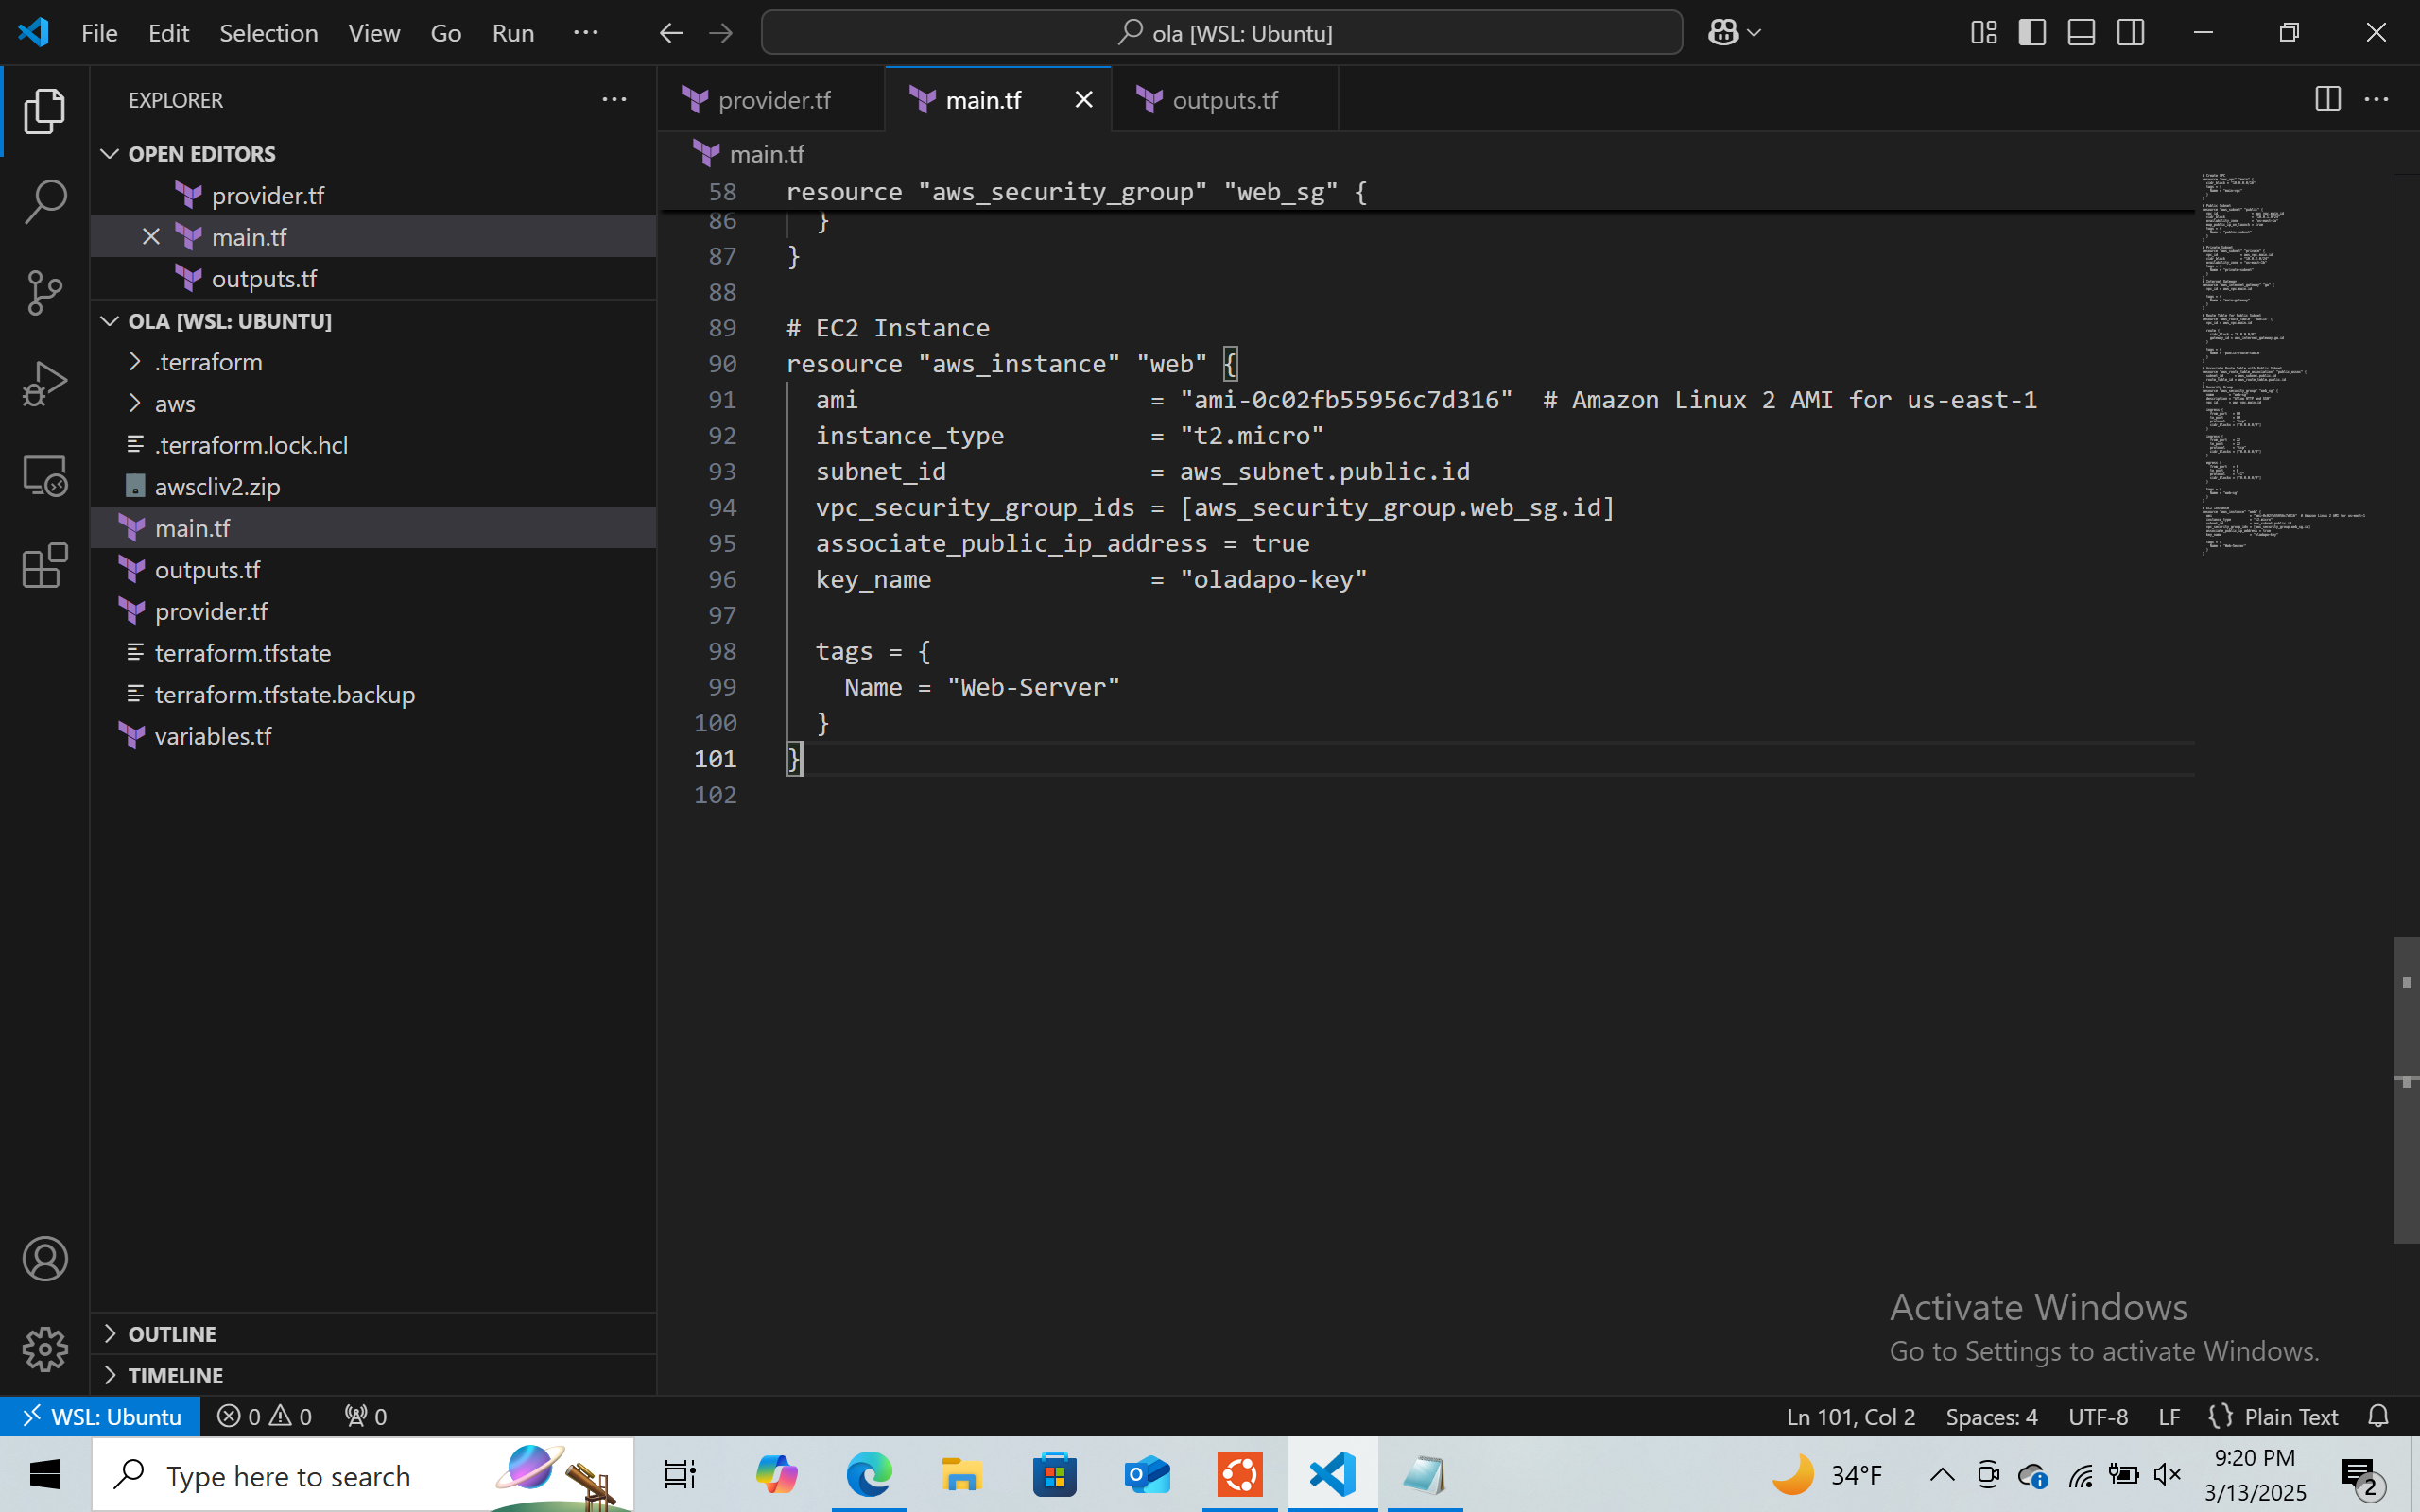 File Edit Selection View Go Run ···
ola [WSL: Ubuntu]
EXPLORER
provider.tf
main.tf
outputs.tf
OPEN EDITORS
provider.tf
main.tf
outputs.tf
OLA [WSL: UBUNTU]
.terraform
aws
.terraform.lock.hcl
awscliv2.zip
main.tf
outputs.tf
provider.tf
terraform.tfstate
terraform.tfstate.backup
variables.tf
OUTLINE
TIMELINE
main.tf
58 resource "aws_security_group" "web_sg" {
86 }
87 }
88
89 # EC2 Instance
90 resource "aws_instance" "web" {
91 ami = "ami-0c02fb55956c7d316" # Amazon Linux 2 AMI for us-east-1
92 instance_type = "t2.micro"
93 subnet_id = aws_subnet.public.id
94 vpc_security_group_ids = [aws_security_group.web_sg.id]
95 associate_public_ip_address = true
96 key_name = "oladapo-key"
97
98 tags = {
99 Name = "Web-Server"
100 }
101 }
102
Activate Windows
Go to Settings to activate Windows.
WSL: Ubuntu 0 0 0
Ln 101, Col 2 Spaces: 4 UTF-8 LF {} Plain Text
Type here to search
34°F
9:20 PM
3/13/2025
2